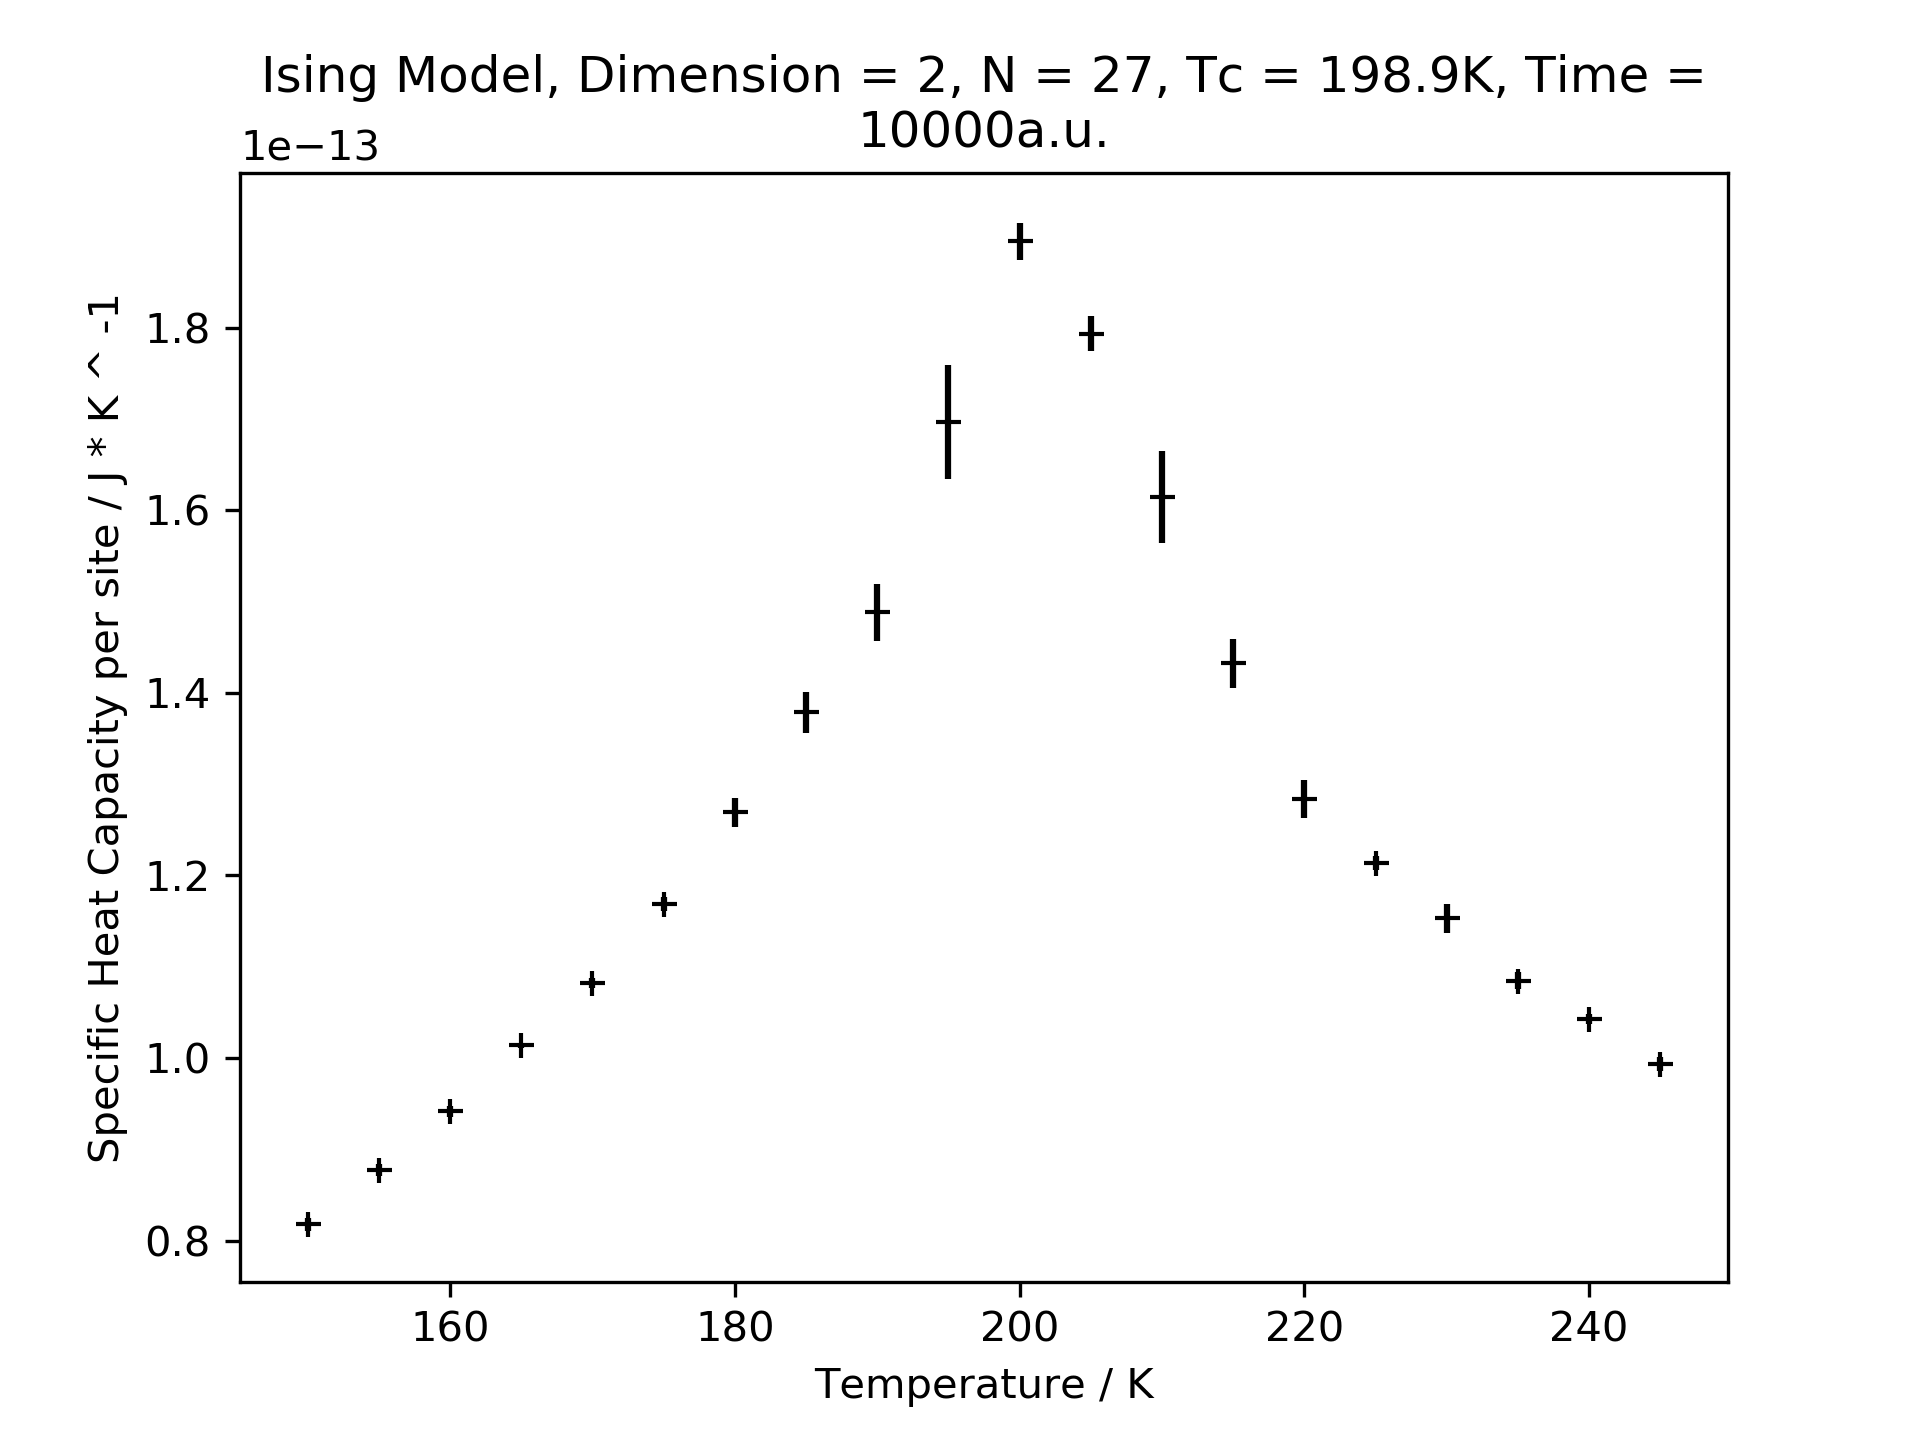 Ising Model, Dimension = 2, N = 27, Tc = 198.9K, Time =
10000a.u.
1e−13
Specific Heat Capacity per site / J * K ^ -1
1.8
1.6
1.4
1.2
1.0
0.8
160 180 200 220 240
Temperature / K